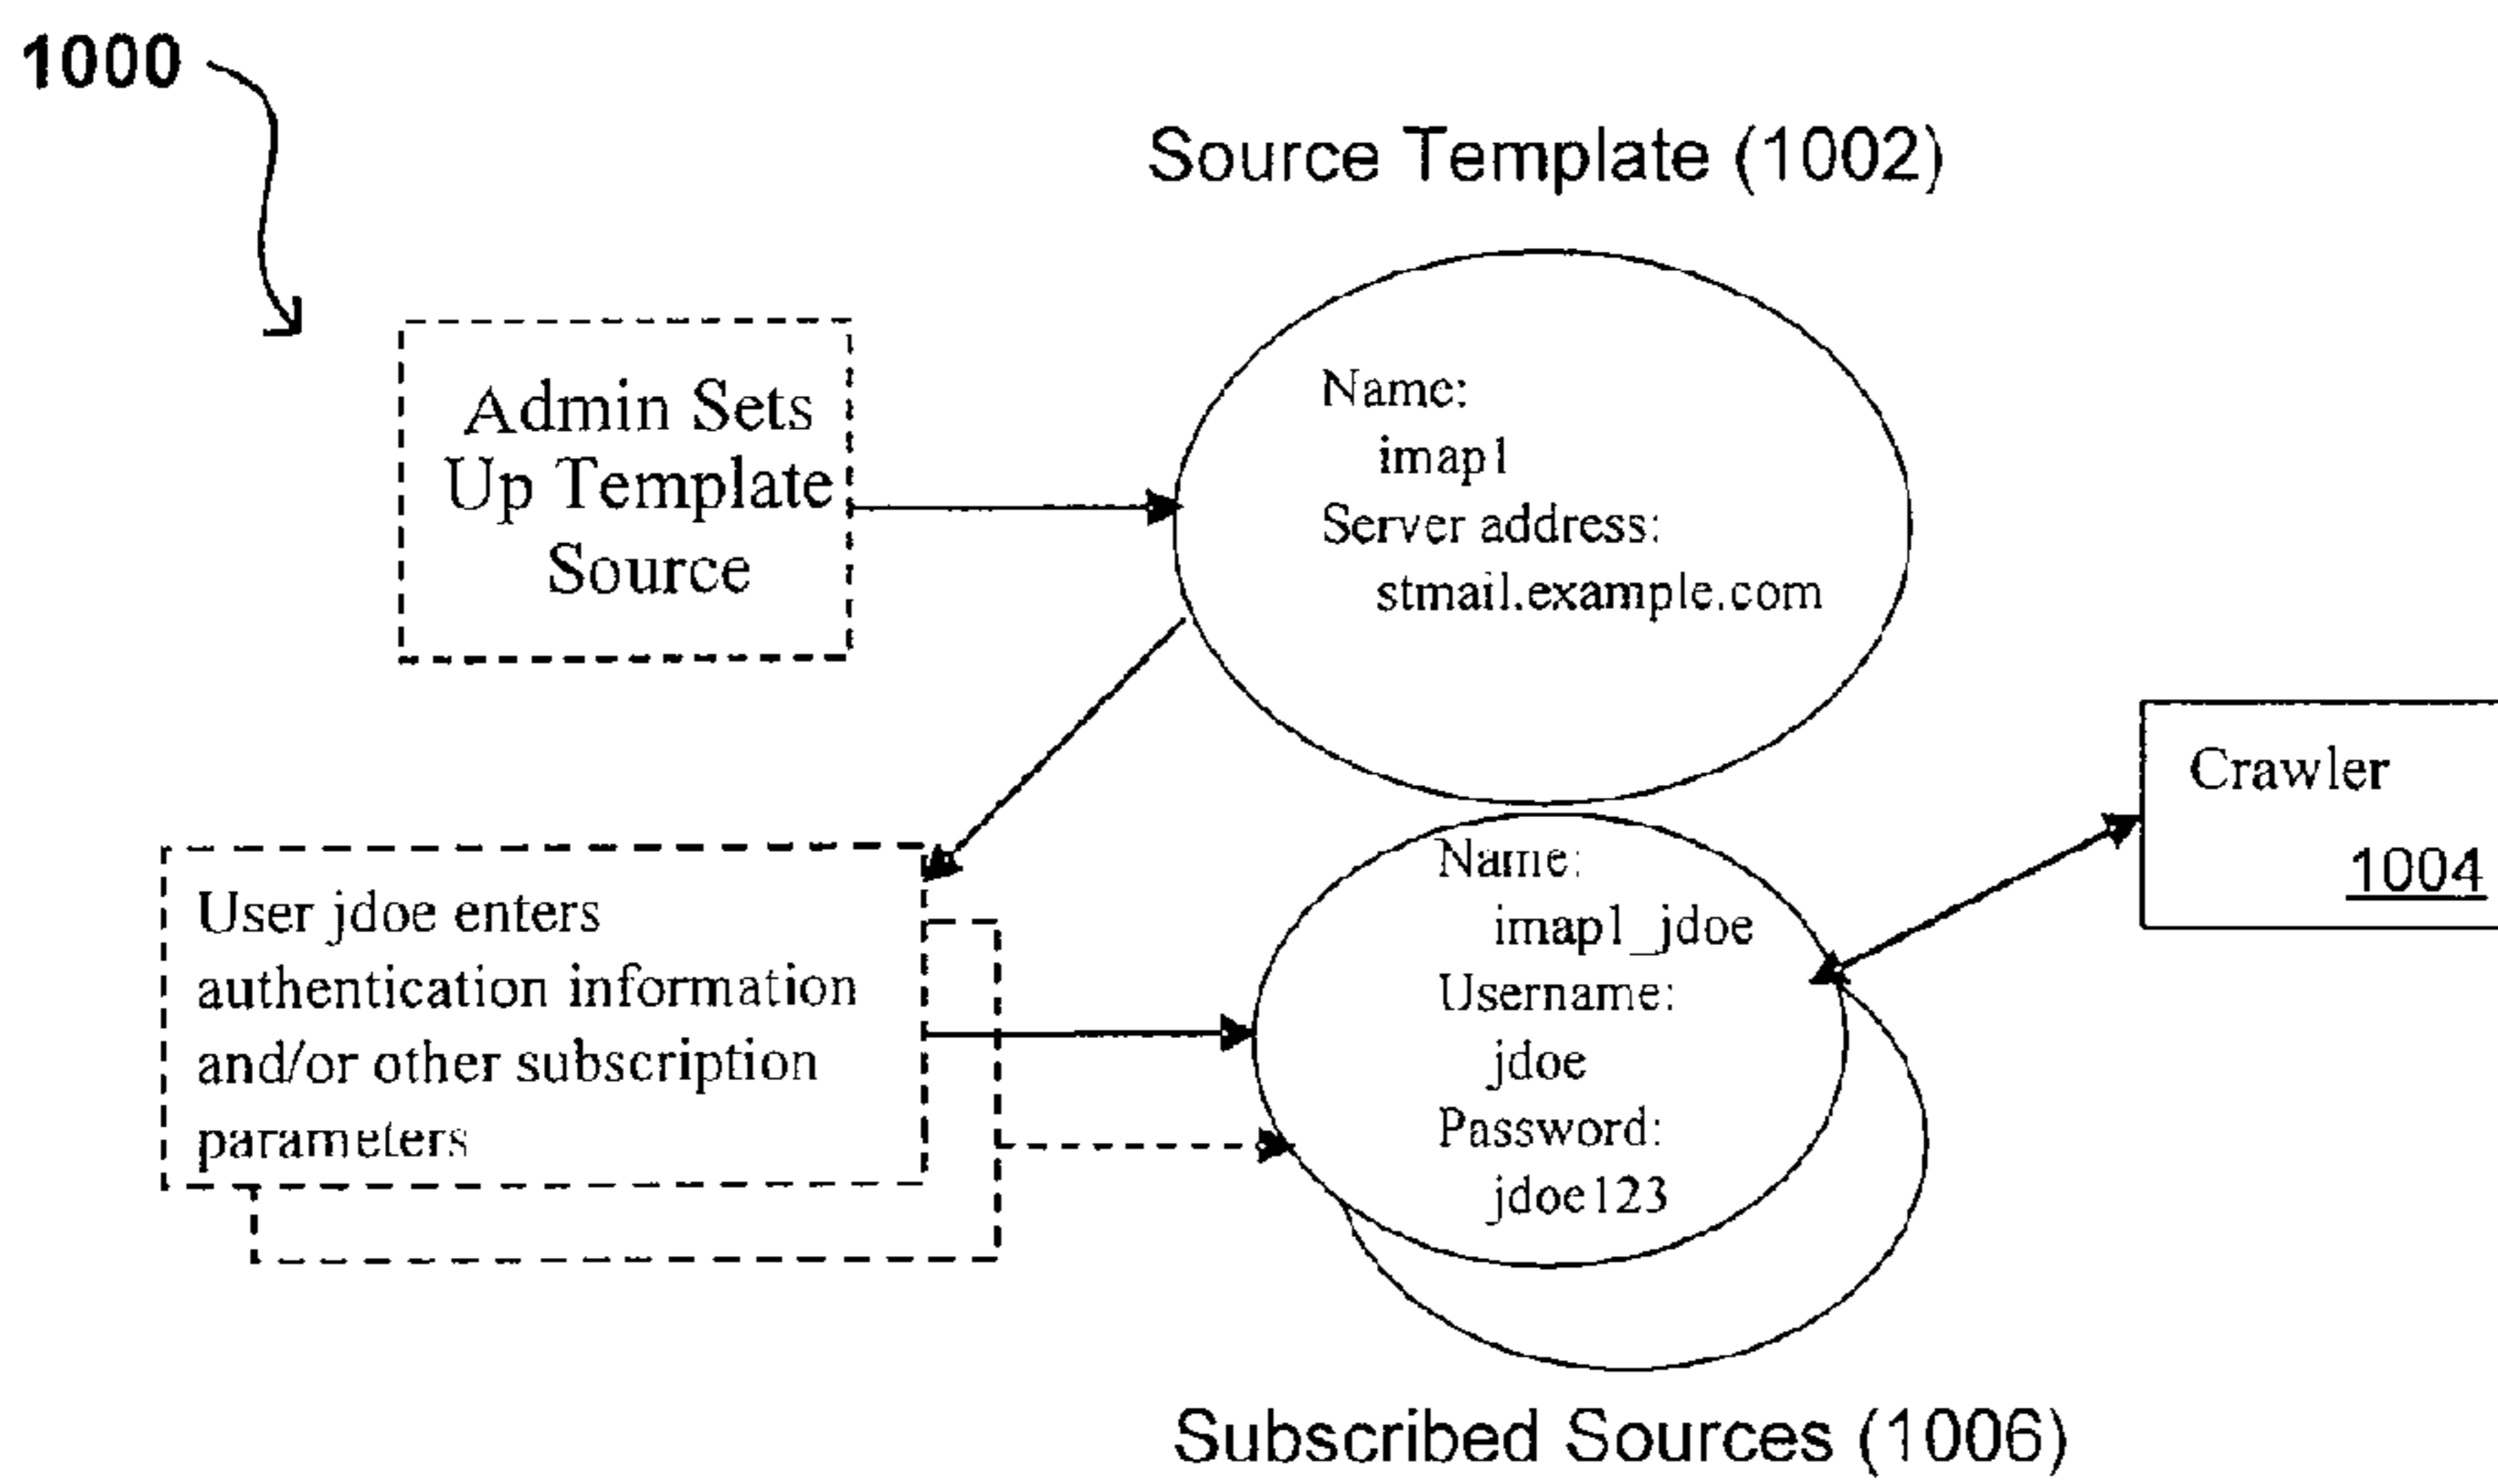 1000
Source Template (1002)
Admin Sets
Up Template
Source
Name:
imap1
Server address:
stmail.example.com
Crawler
1004
User jdoe enters
authentication information
and/or other subscription
parameters
Name:
imap1_jdoe
Username:
jdoe
Password:
jdoe123
Subscribed Sources (1006)